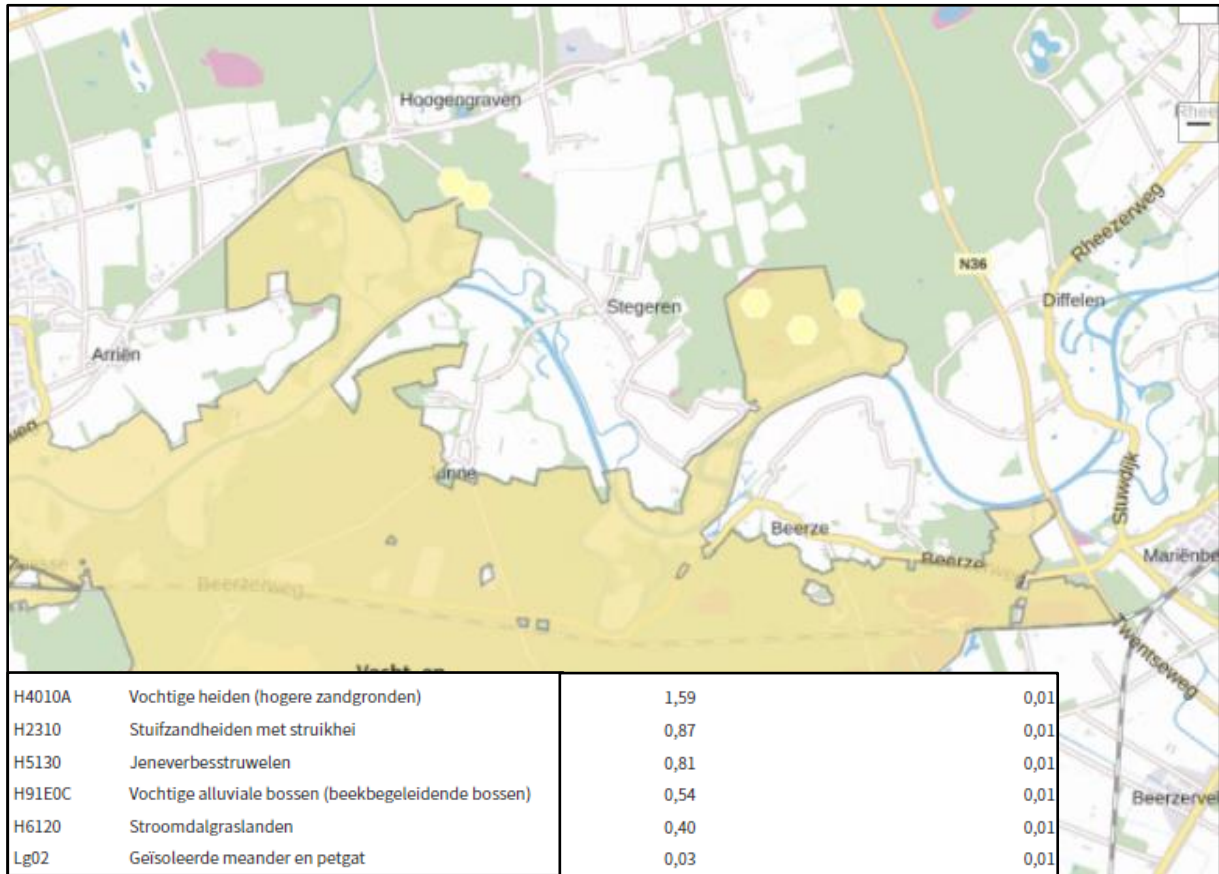 Hoogengraven
Rheezerweg
N36
Diffelen
Stegeren
Arriën
Stuwdijk
Beerze
Beerze
Beerzerweg
Twentseweg
H4010A Vochtige heiden (hogere zandgronden) 1,59 0,01
H2310 Stuifzandheiden met struikhei 0,87 0,01
H5130 Jeneverbesstruwelen 0,81 0,01
H91E0C Vochtige alluviale bossen (beekbegeleidende bossen) 0,54 0,01
H6120 Stroomdalgraslanden 0,40 0,01
Lg02 Geïsoleerde meander en petgat 0,03 0,01